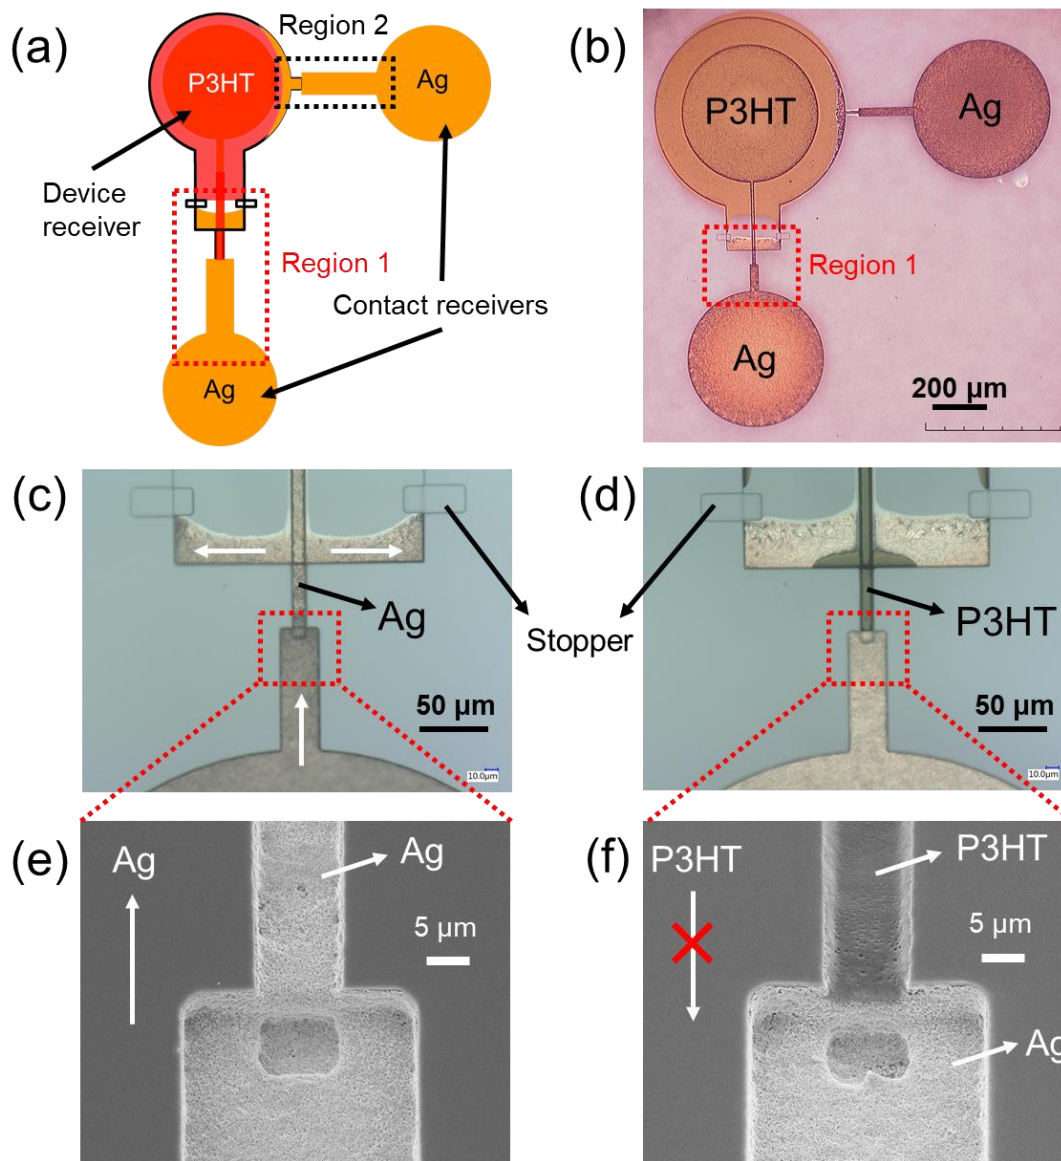 (a)
Region 2
P3HT
Ag
Device
receiver
Region 1
Contact receivers
Ag
(b)
P3HT
Ag
Region 1
Ag
200 µm
(c)
Ag
50 µm
10.0µm
Stopper
(d)
P3HT
50 µm
10.0µm
(e)
Ag
Ag
5 µm
(f)
P3HT
P3HT
5 µm
Ag